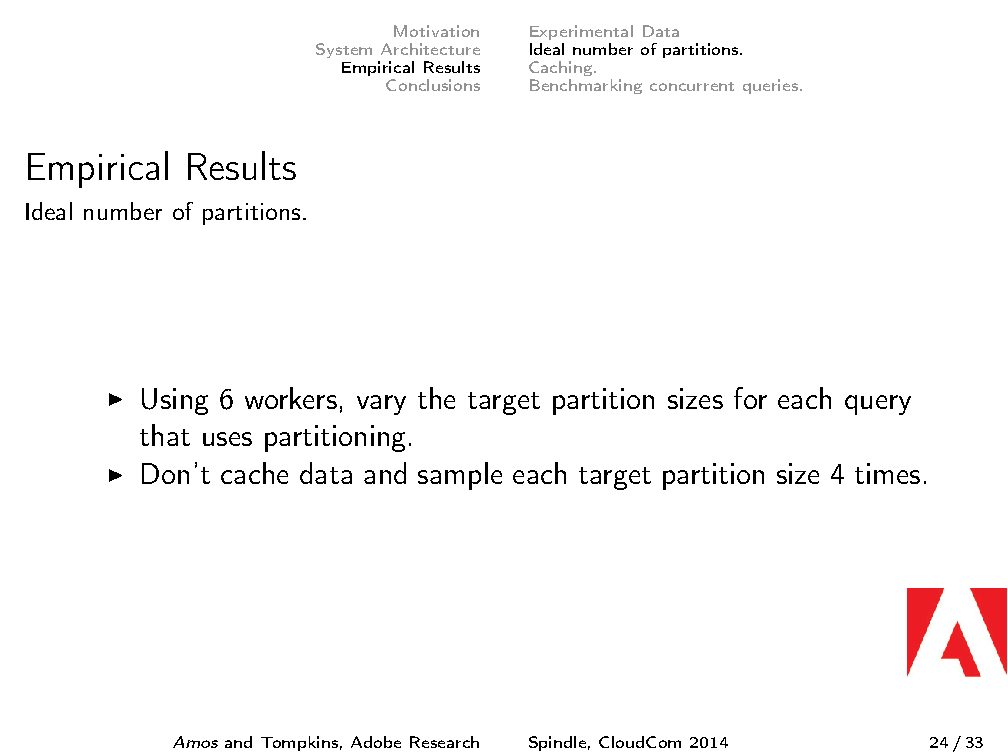 Motivation
System Architecture
Empirical Results
Conclusions
Experimental Data
Ideal number of partitions.
Caching.
Benchmarking concurrent queries.
Empirical Results
Ideal number of partitions.
▶ Using 6 workers, vary the target partition sizes for each query
that uses partitioning.
▶ Don't cache data and sample each target partition size 4 times.
Amos and Tompkins, Adobe Research
Spindle, CloudCom 2014
24 / 33